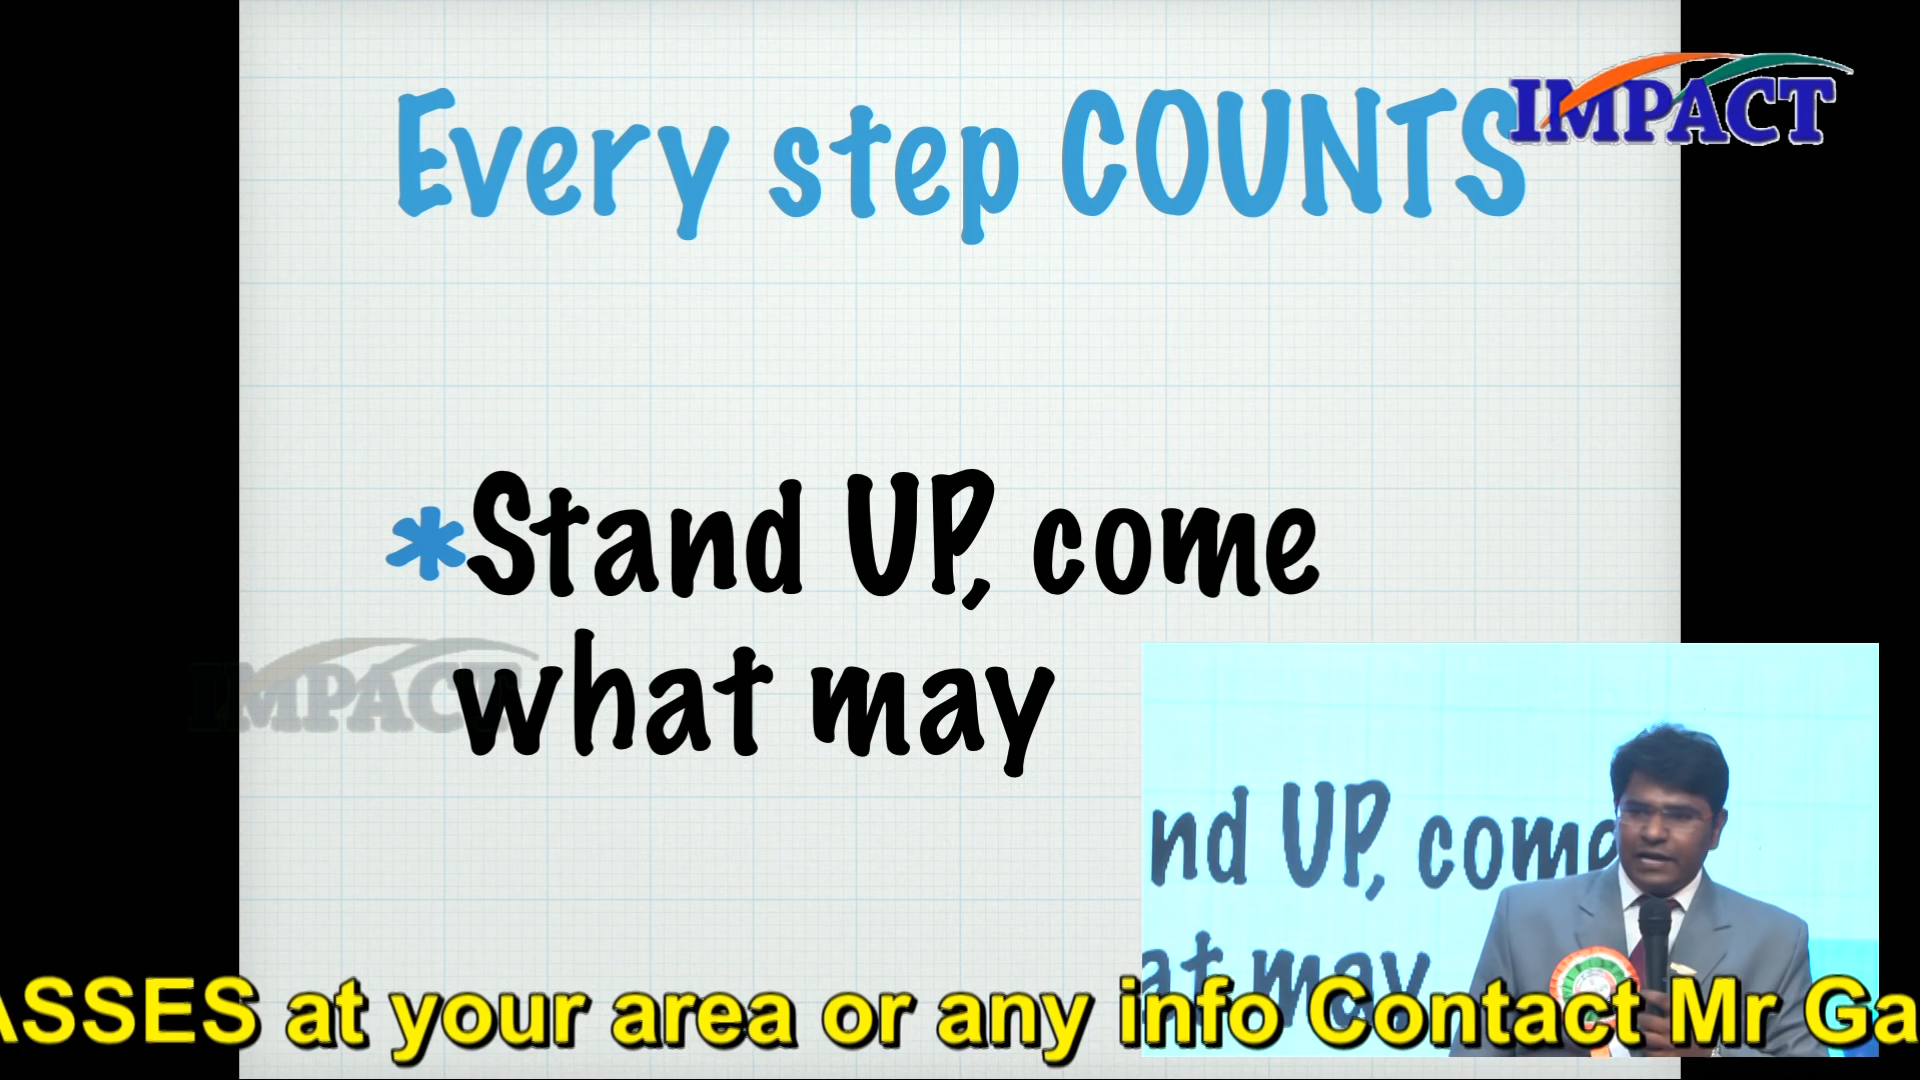 Every step COUNTS
IMPACT
*Stand UP, come
what may
IMPACT
nd UP, come
at may
ASSES at your area or any info Contact Mr Ga